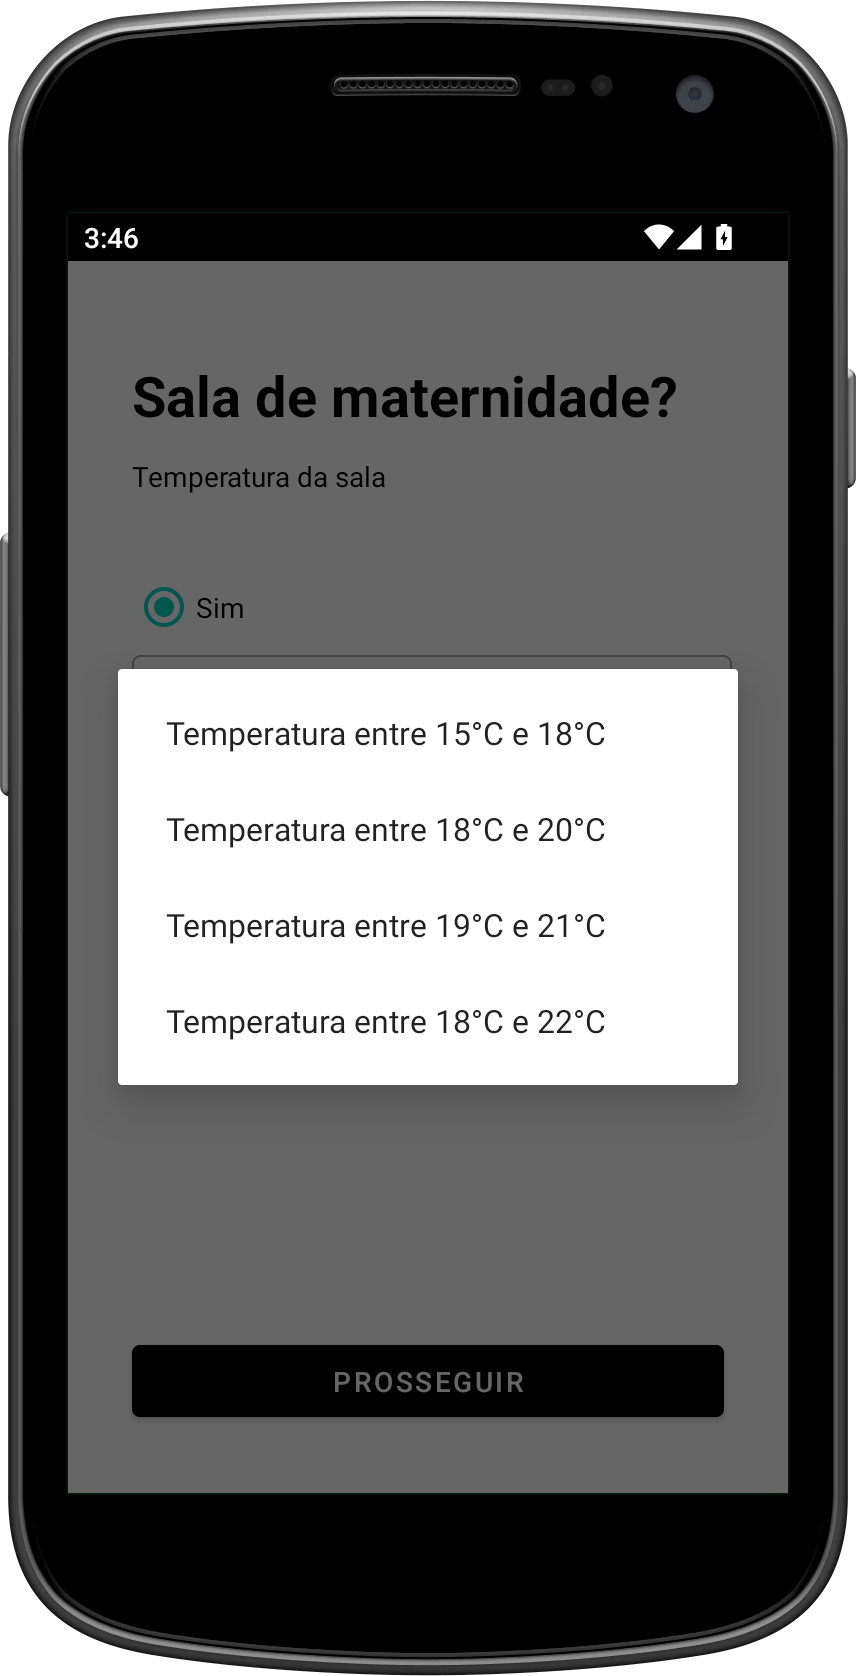 3:46
Sala de maternidade?
Temperatura da sala
Sim
Temperatura entre 15°C e 18°C
Temperatura entre 18°C e 20°C
Temperatura entre 19°C e 21°C
Temperatura entre 18°C e 22°C
PROSSEGUIR